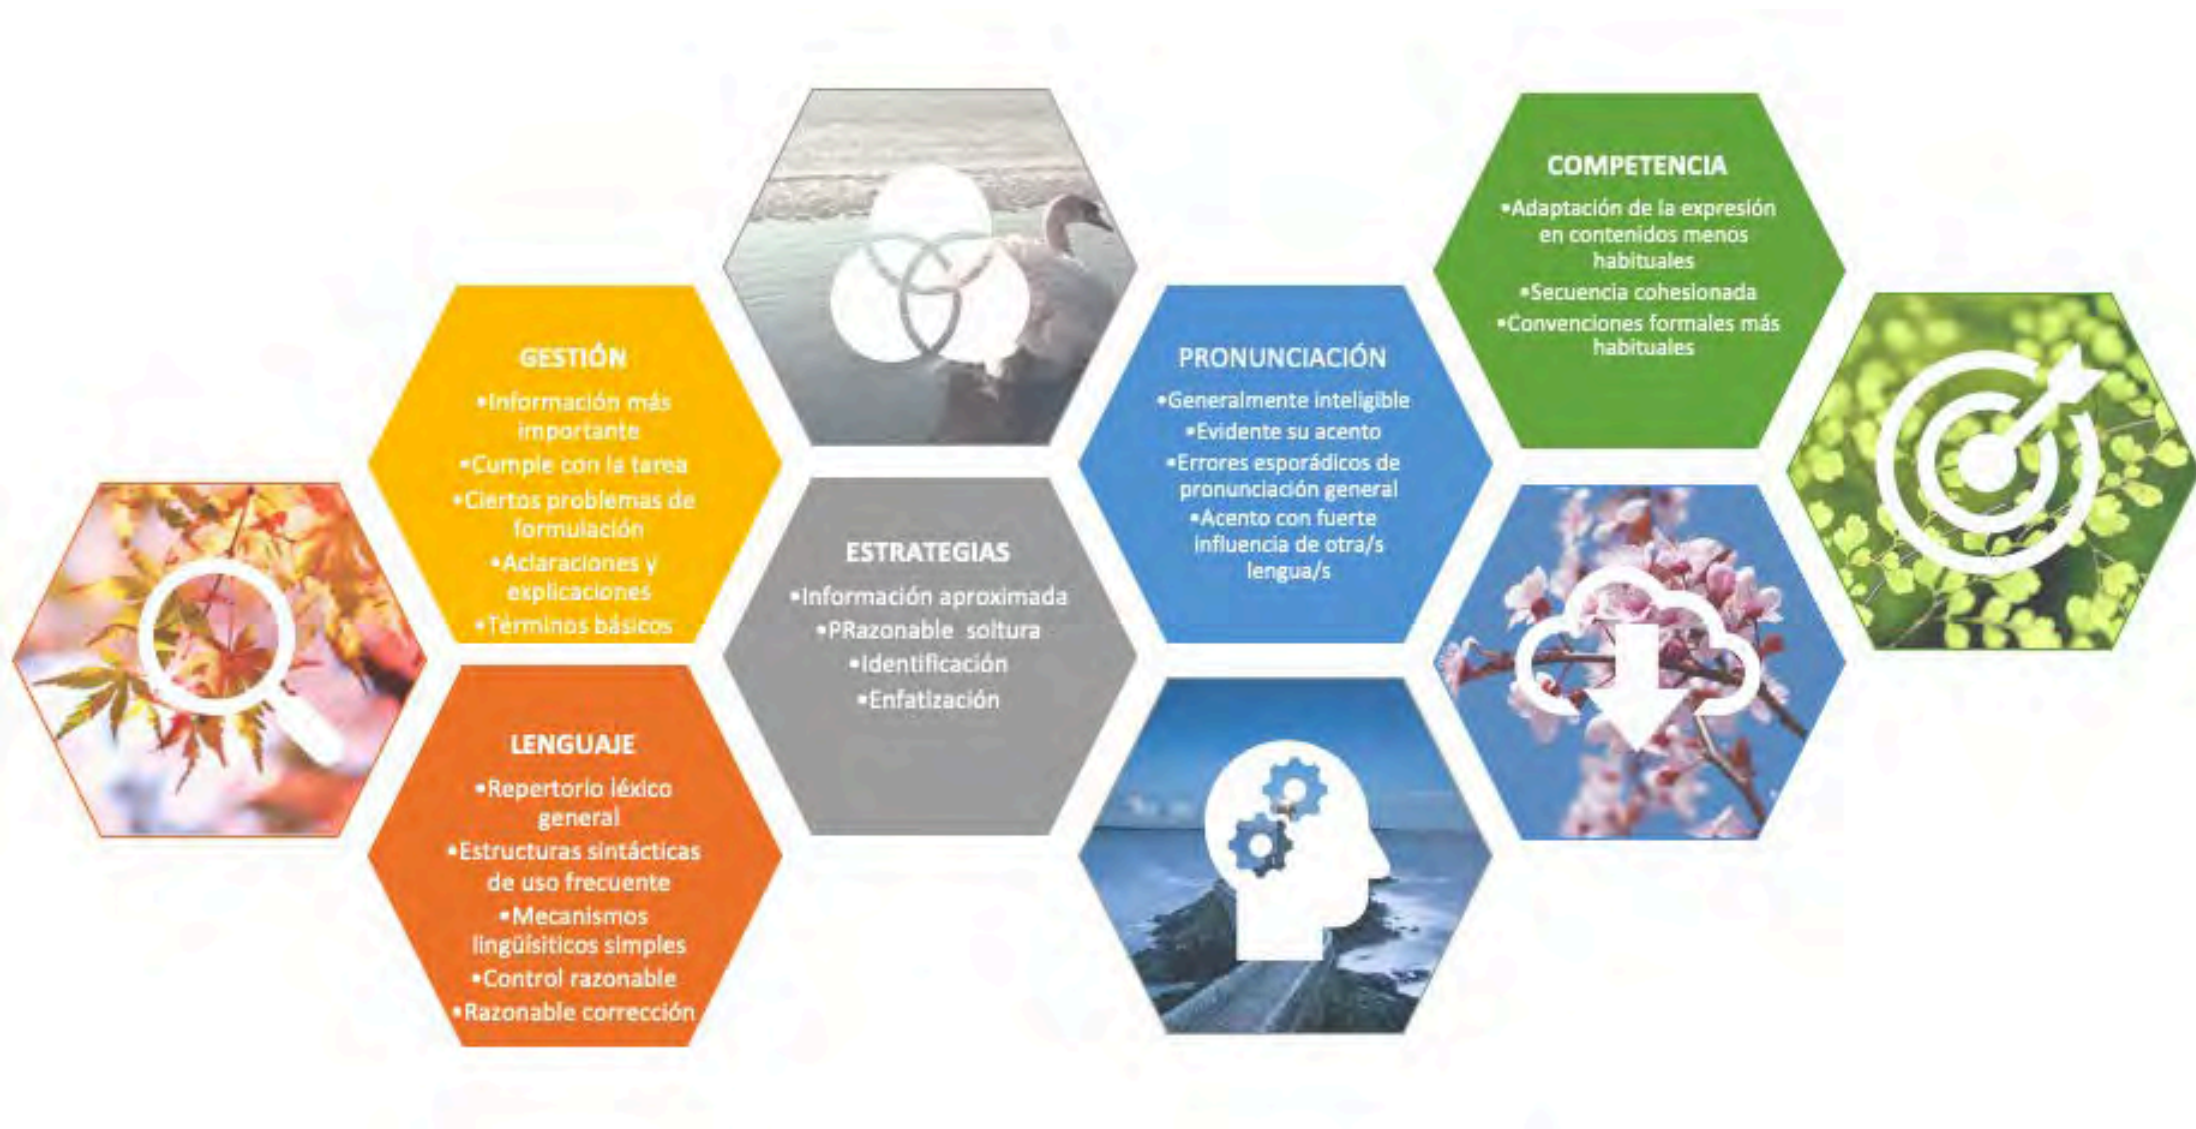 GESTIÓN
•Información más
importante
•Cumple con la tarea
•Ciertos problemas de
formulación
•Aclaraciones y
explicaciones
•Términos básicos
LENGUAJE
•Repertorio léxico
general
•Estructuras sintácticas
de uso frecuente
•Mecanismos
lingüísiticos simples
•Control razonable
•Razonable corrección
ESTRATEGIAS
•Información aproximada
•PRazonable soltura
•Identificación
•Enfatización
PRONUNCIACIÓN
•Generalmente inteligible
•Evidente su acento
•Errores esporádicos de
pronunciación general
•Acento con fuerte
influencia de otra/s
lengua/s
COMPETENCIA
•Adaptación de la expresión
en contenidos menos
habituales
•Secuencia cohesionada
•Convenciones formales más
habituales